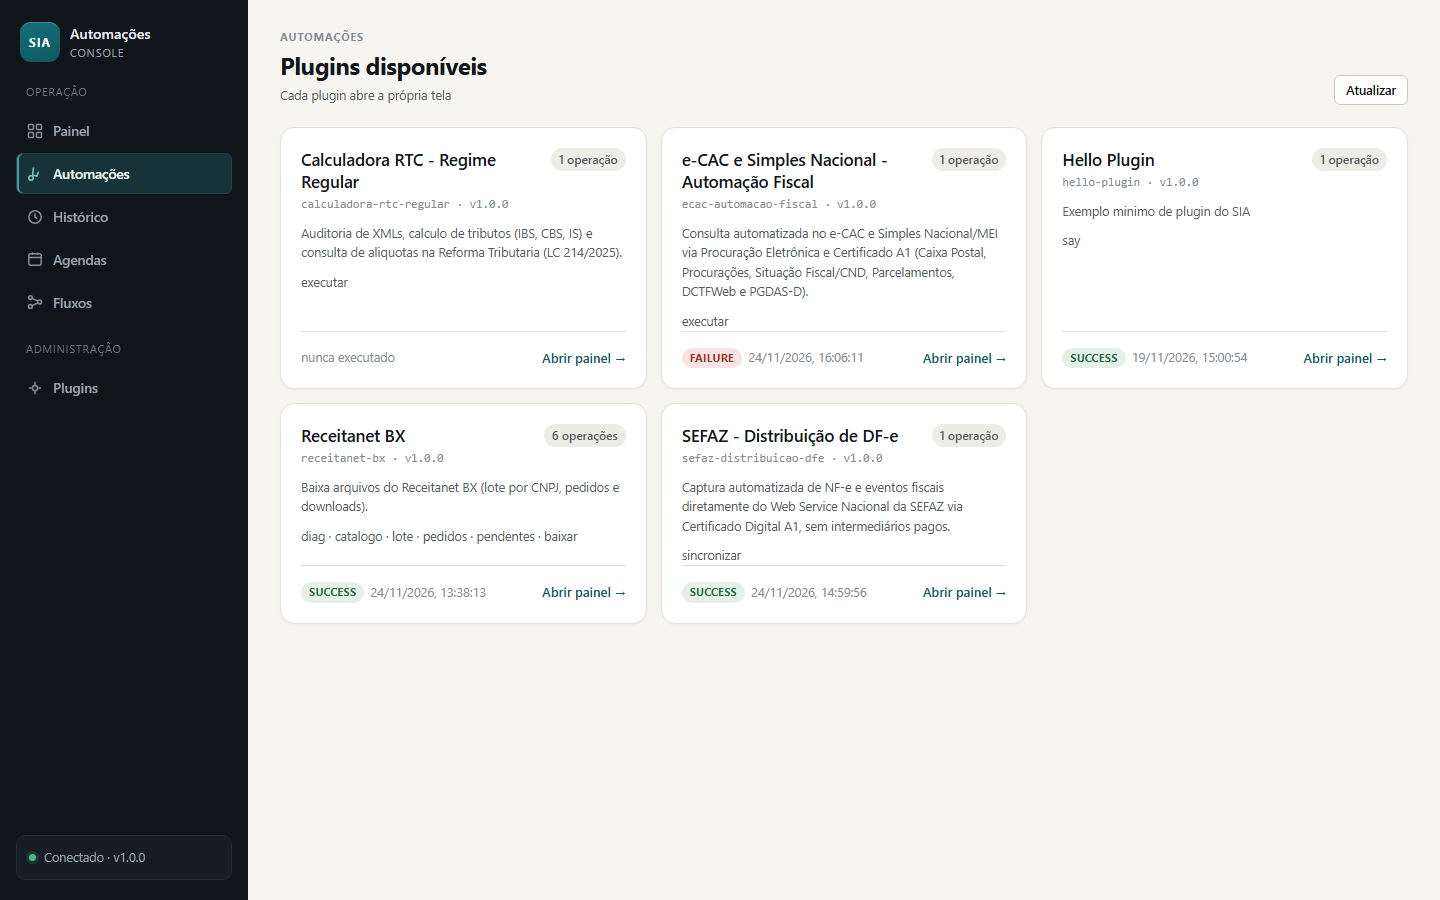 SIA
Automações
CONSOLE
OPERAÇÃO
Painel
Automações
Histórico
Agendas
Fluxos
ADMINISTRAÇÃO
Plugins
Conectado · v1.0.0
AUTOMAÇÕES
Plugins disponíveis
Cada plugin abre a própria tela
Atualizar
Calculadora RTC - Regime
Regular
1 operação
calculadora-rtc-regular · v1.0.0
Auditoria de XMLs, calculo de tributos (IBS, CBS, IS) e
consulta de aliquotas na Reforma Tributaria (LC 214/2025).
executar
nunca executado
Abrir painel →
e-CAC e Simples Nacional -
Automação Fiscal
1 operação
ecac-automacao-fiscal · v1.0.0
Consulta automatizada no e-CAC e Simples Nacional/MEI
via Procuração Eletrônica e Certificado A1 (Caixa Postal,
Procurações, Situação Fiscal/CND, Parcelamentos,
DCTFWeb e PGDAS-D).
executar
FAILURE 24/11/2026, 16:06:11
Abrir painel →
Hello Plugin
1 operação
hello-plugin · v1.0.0
Exemplo minimo de plugin do SIA
say
SUCCESS 19/11/2026, 15:00:54
Abrir painel →
Receitanet BX
6 operações
receitanet-bx · v1.0.0
Baixa arquivos do Receitanet BX (lote por CNPJ, pedidos e
downloads).
diag · catalogo · lote · pedidos · pendentes · baixar
SUCCESS 24/11/2026, 13:38:13
Abrir painel →
SEFAZ - Distribuição de DF-e
1 operação
sefaz-distribuicao-dfe · v1.0.0
Captura automatizada de NF-e e eventos fiscais
diretamente do Web Service Nacional da SEFAZ via
Certificado Digital A1, sem intermediários pagos.
sincronizar
SUCCESS 24/11/2026, 14:59:56
Abrir painel →